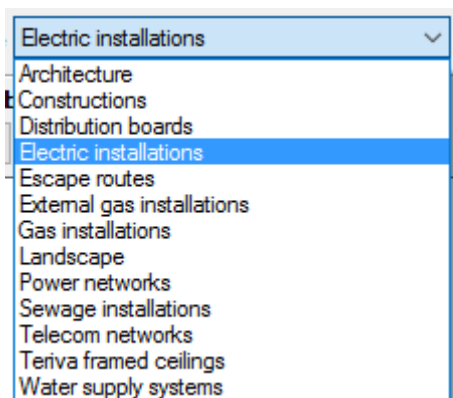 Electric installations
Architecture
Constructions
Distribution boards
Electric installations
Escape routes
External gas installations
Gas installations
Landscape
Power networks
Sewage installations
Telecom networks
Teriva framed ceilings
Water supply systems